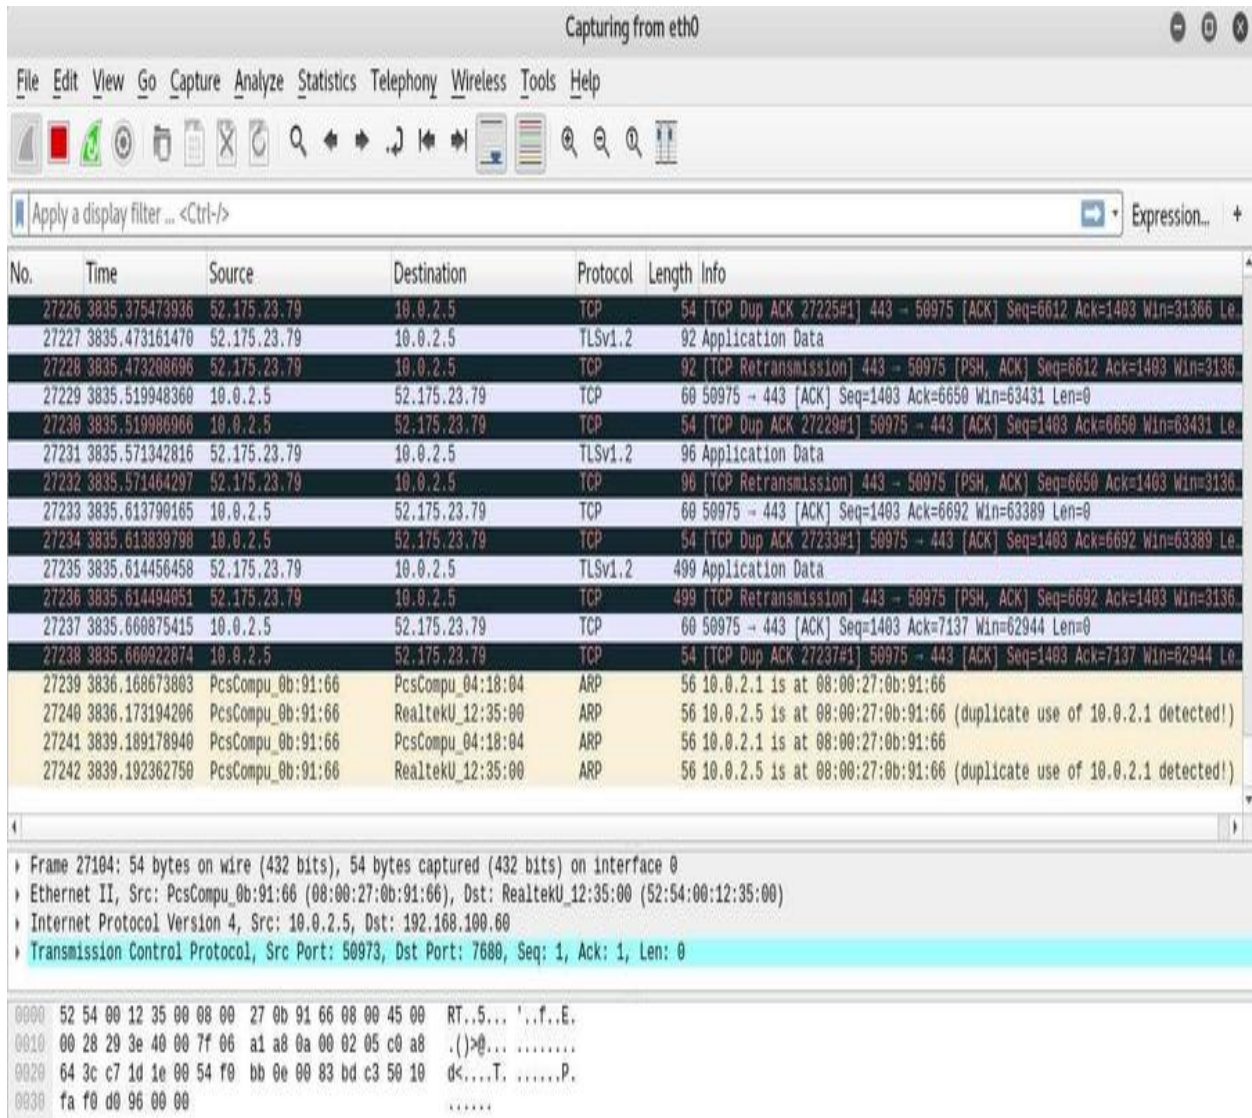 Capturing from eth0
File Edit View Go Capture Analyze Statistics Telephony Wireless Tools Help
Apply a display filter ... <Ctrl-/> Expression... +
No. Time Source Destination Protocol Length Info
27226 3835.375473936 52.175.23.79 10.0.2.5 TCP 54 [TCP Dup ACK 27225#1] 443 → 50975 [ACK] Seq=6612 Ack=1403 Win=31366 Le…
27227 3835.473161470 52.175.23.79 10.0.2.5 TLSv1.2 92 Application Data
27228 3835.473208696 52.175.23.79 10.0.2.5 TCP 92 [TCP Retransmission] 443 → 50975 [PSH, ACK] Seq=6612 Ack=1403 Win=3136…
27229 3835.519948360 10.0.2.5 52.175.23.79 TCP 60 50975 → 443 [ACK] Seq=1403 Ack=6650 Win=63431 Len=0
27230 3835.519986966 10.0.2.5 52.175.23.79 TCP 54 [TCP Dup ACK 27229#1] 50975 → 443 [ACK] Seq=1403 Ack=6650 Win=63431 Le…
27231 3835.571342816 52.175.23.79 10.0.2.5 TLSv1.2 96 Application Data
27232 3835.571464297 52.175.23.79 10.0.2.5 TCP 96 [TCP Retransmission] 443 → 50975 [PSH, ACK] Seq=6650 Ack=1403 Win=3136…
27233 3835.613790165 10.0.2.5 52.175.23.79 TCP 60 50975 → 443 [ACK] Seq=1403 Ack=6692 Win=63389 Len=0
27234 3835.613839798 10.0.2.5 52.175.23.79 TCP 54 [TCP Dup ACK 27233#1] 50975 → 443 [ACK] Seq=1403 Ack=6692 Win=63389 Le…
27235 3835.614456458 52.175.23.79 10.0.2.5 TLSv1.2 499 Application Data
27236 3835.614494051 52.175.23.79 10.0.2.5 TCP 499 [TCP Retransmission] 443 → 50975 [PSH, ACK] Seq=6692 Ack=1403 Win=3136…
27237 3835.660875415 10.0.2.5 52.175.23.79 TCP 60 50975 → 443 [ACK] Seq=1403 Ack=7137 Win=62944 Len=0
27238 3835.660922874 10.0.2.5 52.175.23.79 TCP 54 [TCP Dup ACK 27237#1] 50975 → 443 [ACK] Seq=1403 Ack=7137 Win=62944 Le…
27239 3836.168673803 PcsCompu_0b:91:66 PcsCompu_04:18:04 ARP 56 10.0.2.1 is at 08:00:27:0b:91:66
27240 3836.173194206 PcsCompu_0b:91:66 RealtekU_12:35:00 ARP 56 10.0.2.5 is at 08:00:27:0b:91:66 (duplicate use of 10.0.2.1 detected!)
27241 3839.189178940 PcsCompu_0b:91:66 PcsCompu_04:18:04 ARP 56 10.0.2.1 is at 08:00:27:0b:91:66
27242 3839.192362750 PcsCompu_0b:91:66 RealtekU_12:35:00 ARP 56 10.0.2.5 is at 08:00:27:0b:91:66 (duplicate use of 10.0.2.1 detected!)
Frame 27104: 54 bytes on wire (432 bits), 54 bytes captured (432 bits) on interface 0
Ethernet II, Src: PcsCompu_0b:91:66 (08:00:27:0b:91:66), Dst: RealtekU_12:35:00 (52:54:00:12:35:00)
Internet Protocol Version 4, Src: 10.0.2.5, Dst: 192.168.100.60
Transmission Control Protocol, Src Port: 50973, Dst Port: 7680, Seq: 1, Ack: 1, Len: 0
0000 52 54 00 12 35 00 08 00 27 0b 91 66 08 00 45 00 RT..5... '..f..E.
0010 00 28 29 3e 40 00 7f 06 a1 a8 0a 00 02 05 c0 a8 .()>@... ........
0020 64 3c c7 1d 1e 00 54 f0 bb 0e 00 83 bd c3 50 10 d<....T. ......P.
0030 fa f0 d0 96 00 00 ......